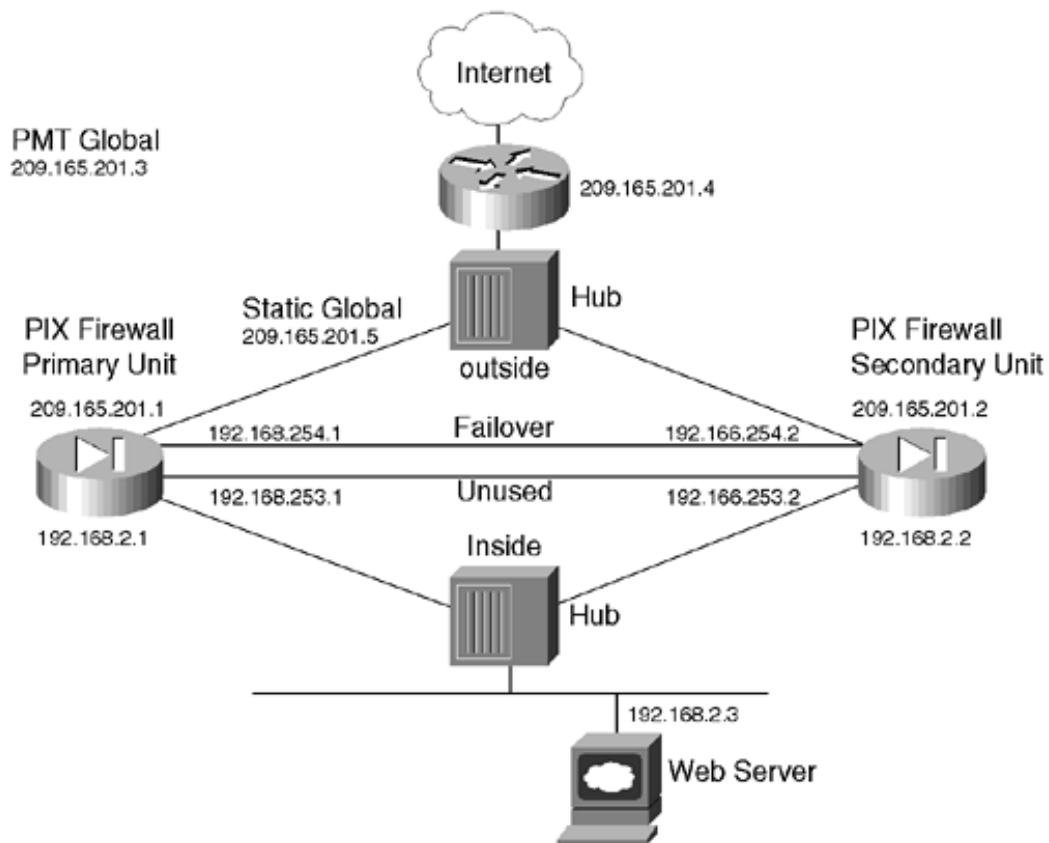 Internet
PMT Global
209.165.201.3
209.165.201.4
Hub
Static Global
209.165.201.5
outside
PIX Firewall
Primary Unit
209.165.201.1
PIX Firewall
Secondary Unit
209.165.201.2
192.168.254.1
Failover
192.166.254.2
192.168.253.1
Unused
192.166.253.2
192.168.2.1
192.168.2.2
Inside
Hub
192.168.2.3
Web Server